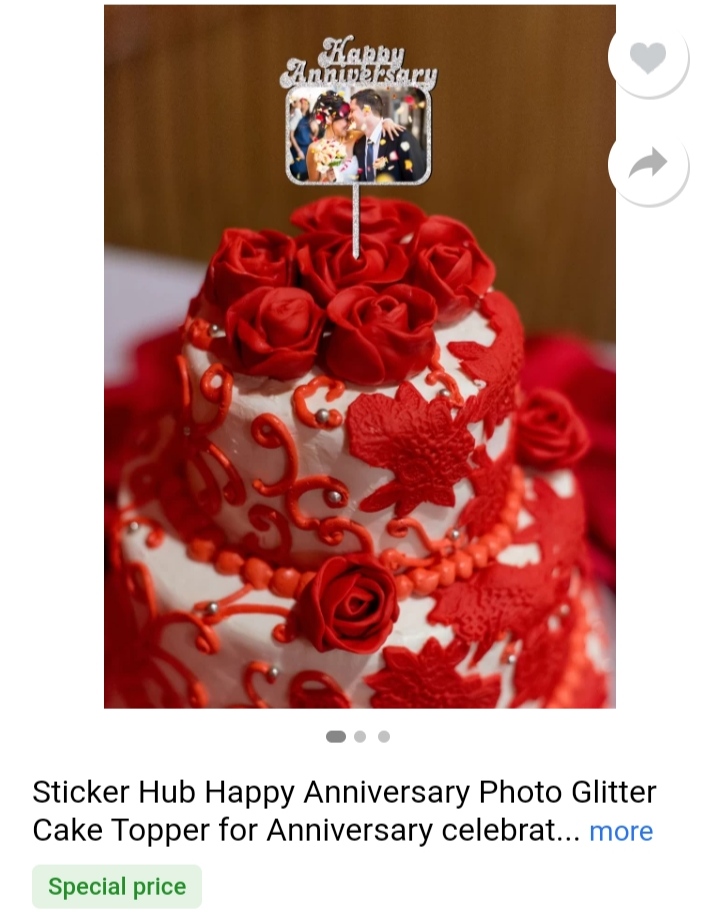 Happy
Anniversary
Sticker Hub Happy Anniversary Photo Glitter
Cake Topper for Anniversary celebrat... more
Special price